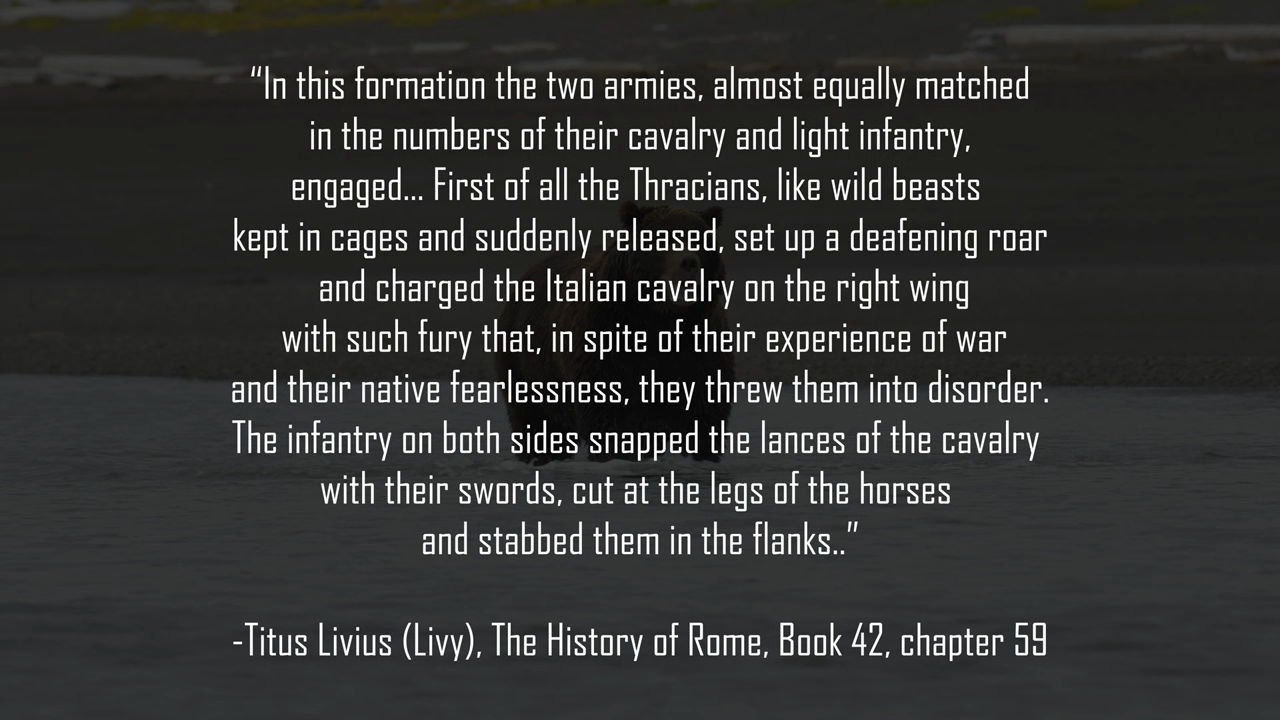 “In this formation the two armies, almost equally matched
in the numbers of their cavalry and light infantry,
engaged... First of all the Thracians, like wild beasts
kept in cages and suddenly released, set up a deafening roar
and charged the Italian cavalry on the right wing
with such fury that, in spite of their experience of war
and their native fearlessness, they threw them into disorder.
The infantry on both sides snapped the lances of the cavalry
with their swords, cut at the legs of the horses
and stabbed them in the flanks..”
-Titus Livius (Livy), The History of Rome, Book 42, chapter 59